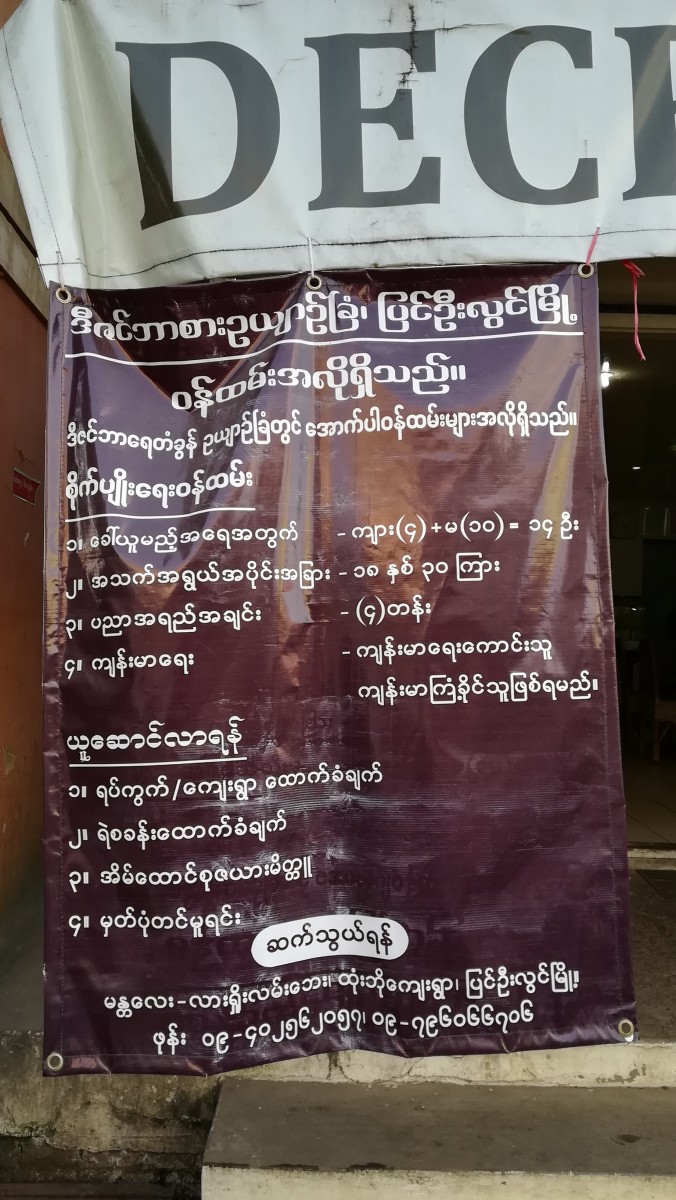 DECE
ဒီဇင်ဘာစားဥယျာဉ်ခြံ၊ ပြင်ဦးလွင်မြို့
ဝန်ထမ်းအလိုရှိသည်။
ဒီဇင်ဘာရေတံခွန် ဥယျာဉ်ခြံတွင် အောက်ပါဝန်ထမ်းများအလိုရှိသည်။
စိုက်ပျိုးရေးဝန်ထမ်း
၁။ ခေါ်ယူမည့်အရေအတွက် - ကျား(၄)+မ(၁၀)= ၁၄ ဦး
၂။ အသက်အရွယ်အပိုင်းအခြား - ၁၈ နှစ် ၃၀ ကြား
၃။ ပညာအရည်အချင်း - (၄)တန်း
၄။ ကျန်းမာရေး - ကျန်းမာရေးကောင်းသူ
ကျန်းမာကြံ့ခိုင်သူဖြစ်ရမည်။
ယူဆောင်လာရန်
၁။ ရပ်ကွက်/ကျေးရွာ ထောက်ခံချက်
၂။ ရဲစခန်းထောက်ခံချက်
၃။ အိမ်ထောင်စုဇယားမိတ္တူ
၄။ မှတ်ပုံတင်မူရင်း
ဆက်သွယ်ရန်
မန္တလေး-လားရှိုးလမ်းဘေး၊ ထုံးဘိုကျေးရွာ၊ ပြင်ဦးလွင်မြို့။
ဖုန်း ၀၉-၄၀၂၅၆၂၀၅၇၊ ၀၉-၇၉၆၀၆၆၇၀၆